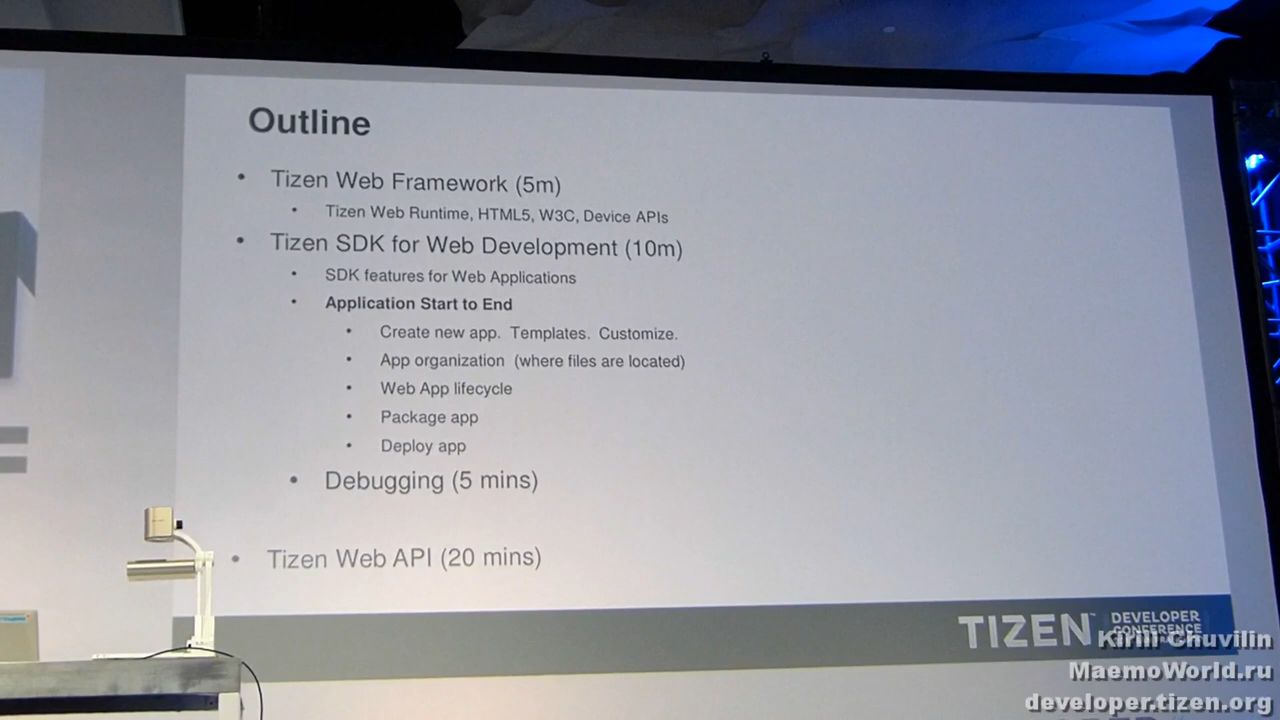 Outline
• Tizen Web Framework (5m)
• Tizen Web Runtime, HTML5, W3C, Device APIs
• Tizen SDK for Web Development (10m)
• SDK features for Web Applications
• Application Start to End
• Create new app. Templates. Customize.
• App organization (where files are located)
• Web App lifecycle
• Package app
• Deploy app
• Debugging (5 mins)
• Tizen Web API (20 mins)
TIZEN™ DEVELOPER
CONFERENCE
Kirill Chuvilin
MaemoWorld.ru
developer.tizen.org